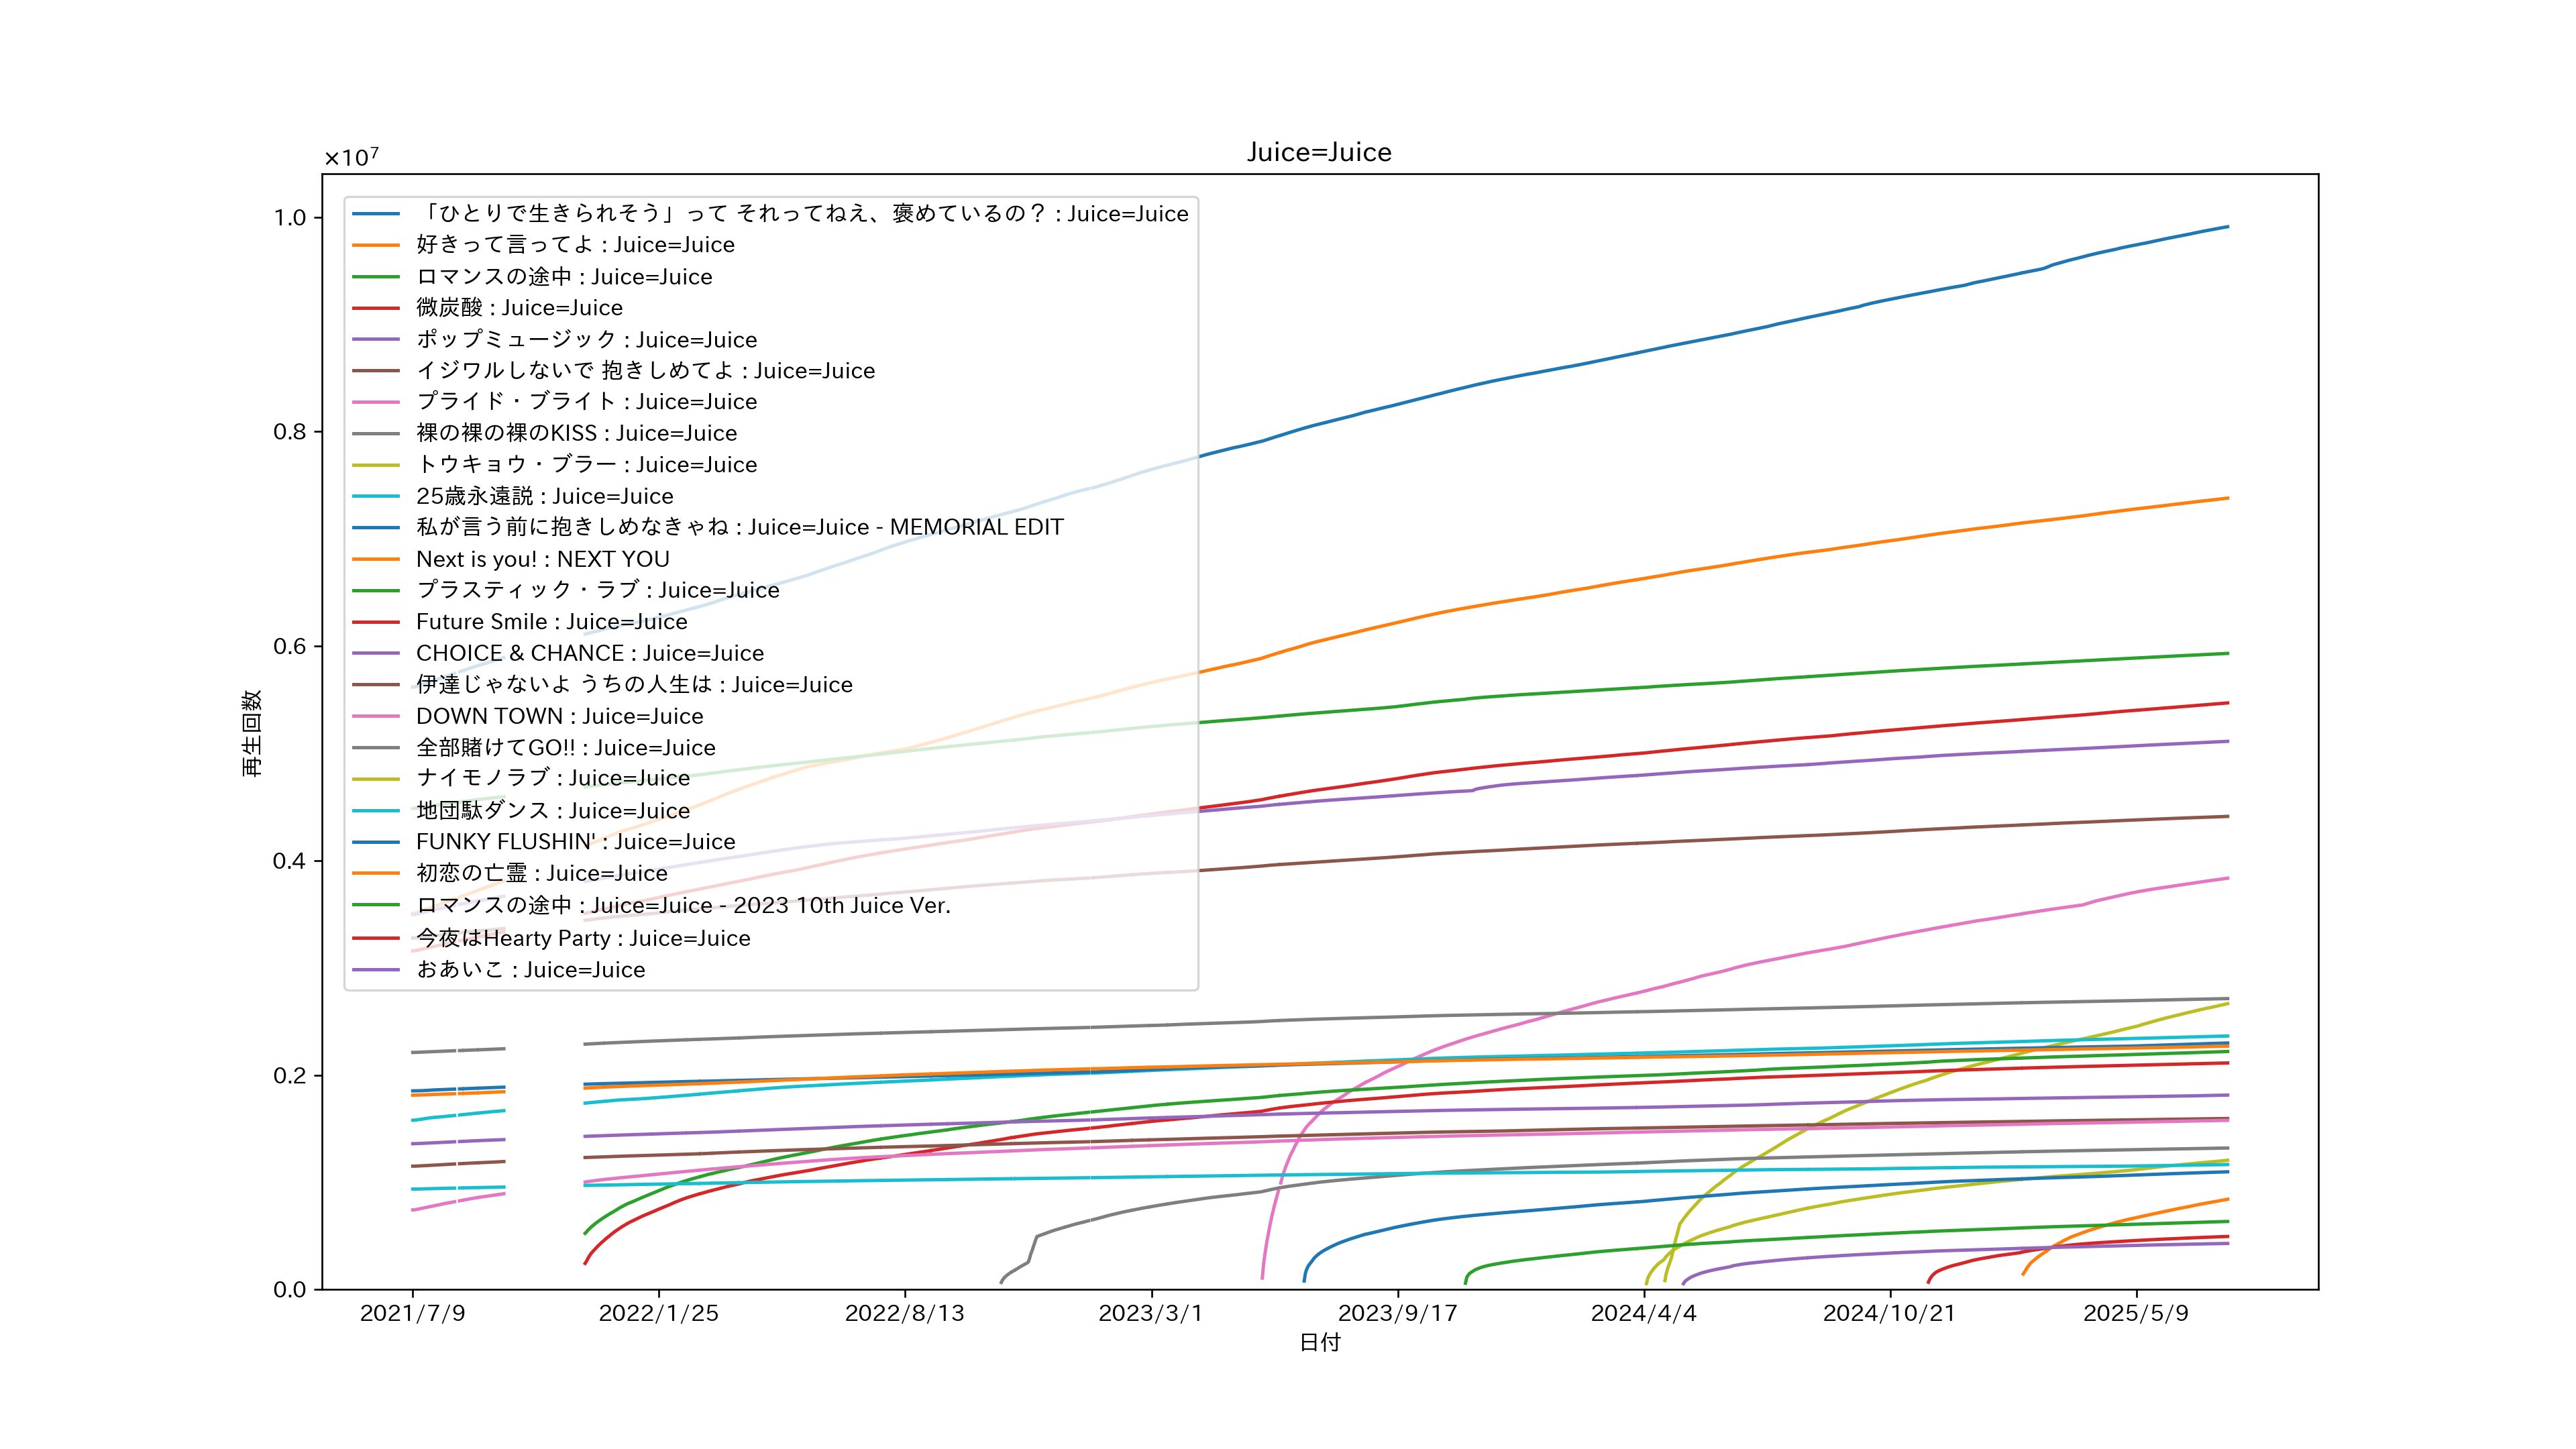 Juice=Juice
×10⁷
1.0
0.8
0.6
0.4
0.2
0.0
再生回数
「ひとりで生きられそう」って それってねえ、褒めているの? : Juice=Juice
好きって言ってよ : Juice=Juice
ロマンスの途中 : Juice=Juice
微炭酸 : Juice=Juice
ポップミュージック : Juice=Juice
イジワルしないで 抱きしめてよ : Juice=Juice
プライド・ブライト : Juice=Juice
裸の裸の裸のKISS : Juice=Juice
トウキョウ・ブラー : Juice=Juice
25歳永遠説 : Juice=Juice
私が言う前に抱きしめなきゃね : Juice=Juice - MEMORIAL EDIT
Next is you! : NEXT YOU
プラスティック・ラブ : Juice=Juice
Future Smile : Juice=Juice
CHOICE & CHANCE : Juice=Juice
伊達じゃないよ うちの人生は : Juice=Juice
DOWN TOWN : Juice=Juice
全部賭けてGO!! : Juice=Juice
ナイモノラブ : Juice=Juice
地団駄ダンス : Juice=Juice
FUNKY FLUSHIN' : Juice=Juice
初恋の亡霊 : Juice=Juice
ロマンスの途中 : Juice=Juice - 2023 10th Juice Ver.
今夜はHearty Party : Juice=Juice
おあいこ : Juice=Juice
2021/7/9 2022/1/25 2022/8/13 2023/3/1 2023/9/17 2024/4/4 2024/10/21 2025/5/9
日付